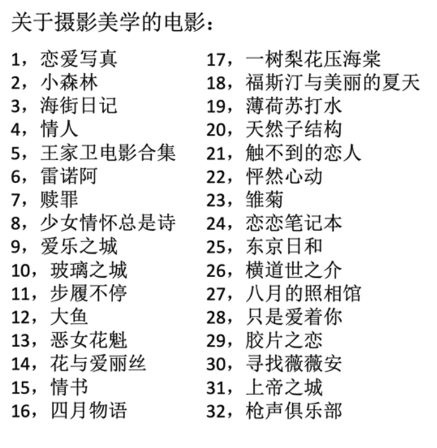 关于摄影美学的电影：
1，恋爱写真
2，小森林
3，海街日记
4，情人
5，王家卫电影合集
6，雷诺阿
7，赎罪
8，少女情怀总是诗
9，爱乐之城
10，玻璃之城
11，步履不停
12，大鱼
13，恶女花魁
14，花与爱丽丝
15，情书
16，四月物语
17，一树梨花压海棠
18，福斯汀与美丽的夏天
19，薄荷苏打水
20，天然子结构
21，触不到的恋人
22，怦然心动
23，雏菊
24，恋恋笔记本
25，东京日和
26，横道世之介
27，八月的照相馆
28，只是爱着你
29，胶片之恋
30，寻找薇薇安
31，上帝之城
32，枪声俱乐部